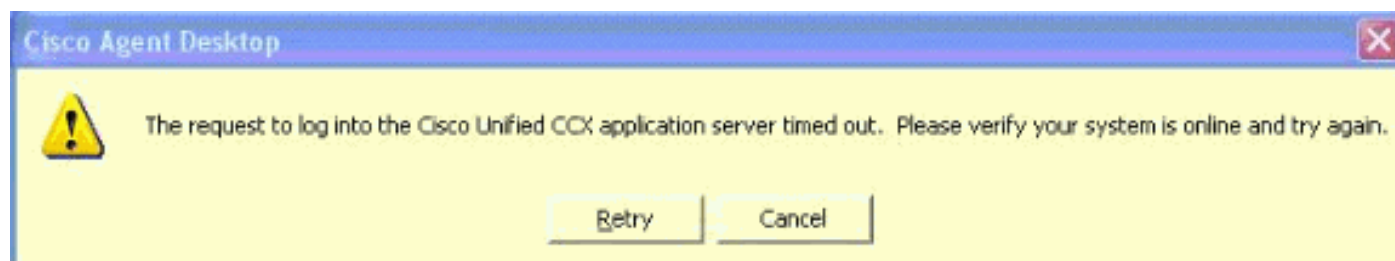 Cisco Agent Desktop
The request to log into the Cisco Unified CCX application server timed out.  Please verify your system is online and try again.
Retry
Cancel